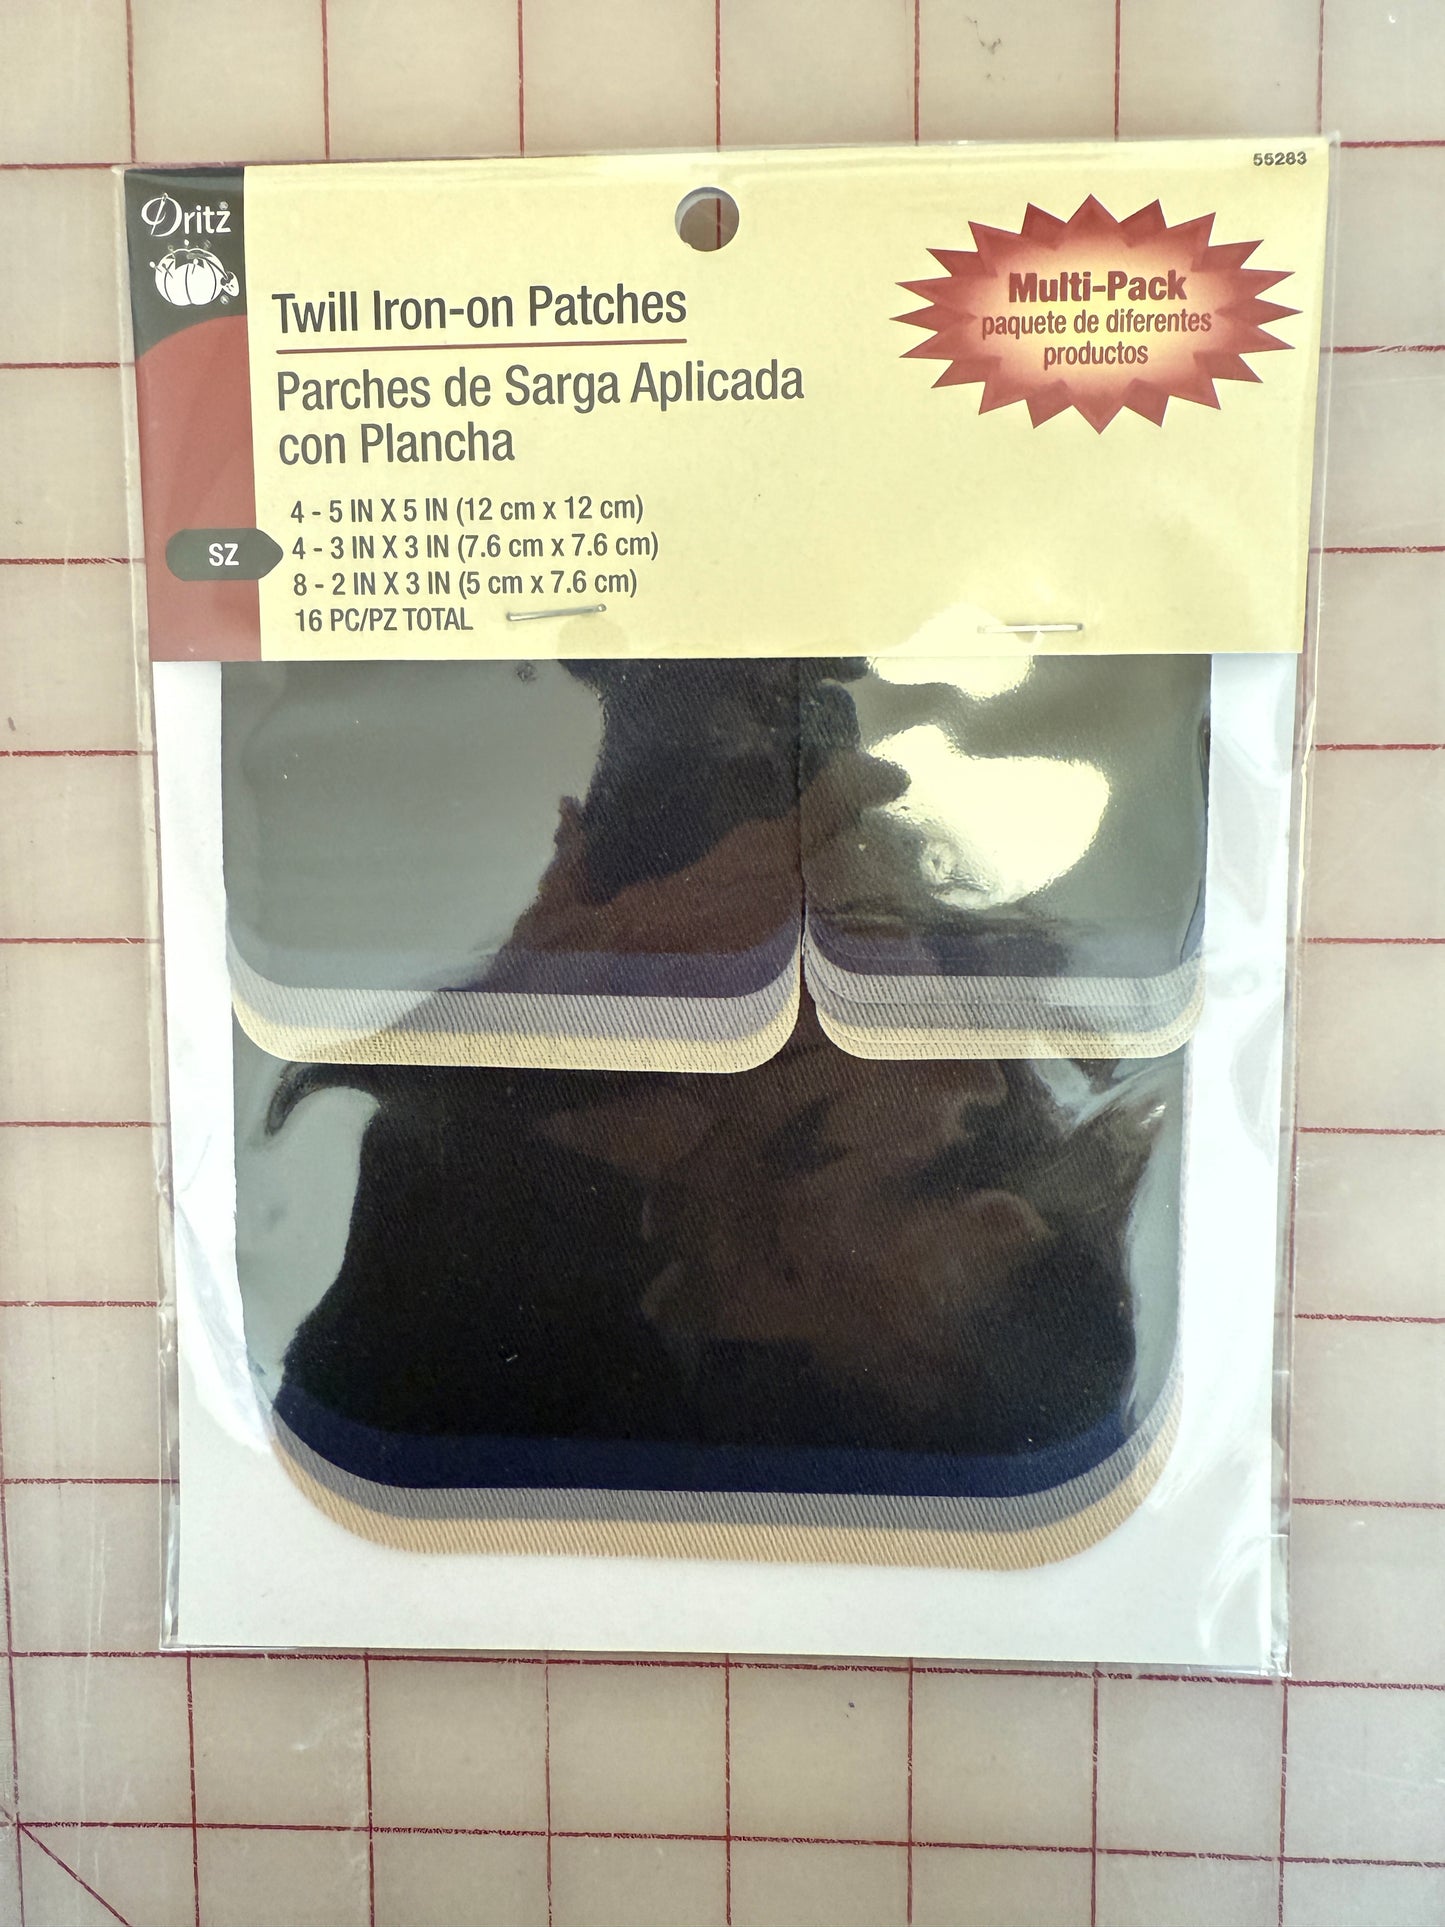 55283
Dritz
Multi-Pack
paquete de diferentes
productos
Twill Iron-on Patches
Parches de Sarga Aplicada
con Plancha
SZ
4 - 5 IN X 5 IN (12 cm x 12 cm)
4 - 3 IN X 3 IN (7.6 cm x 7.6 cm)
8 - 2 IN X 3 IN (5 cm x 7.6 cm)
16 PC/PZ TOTAL